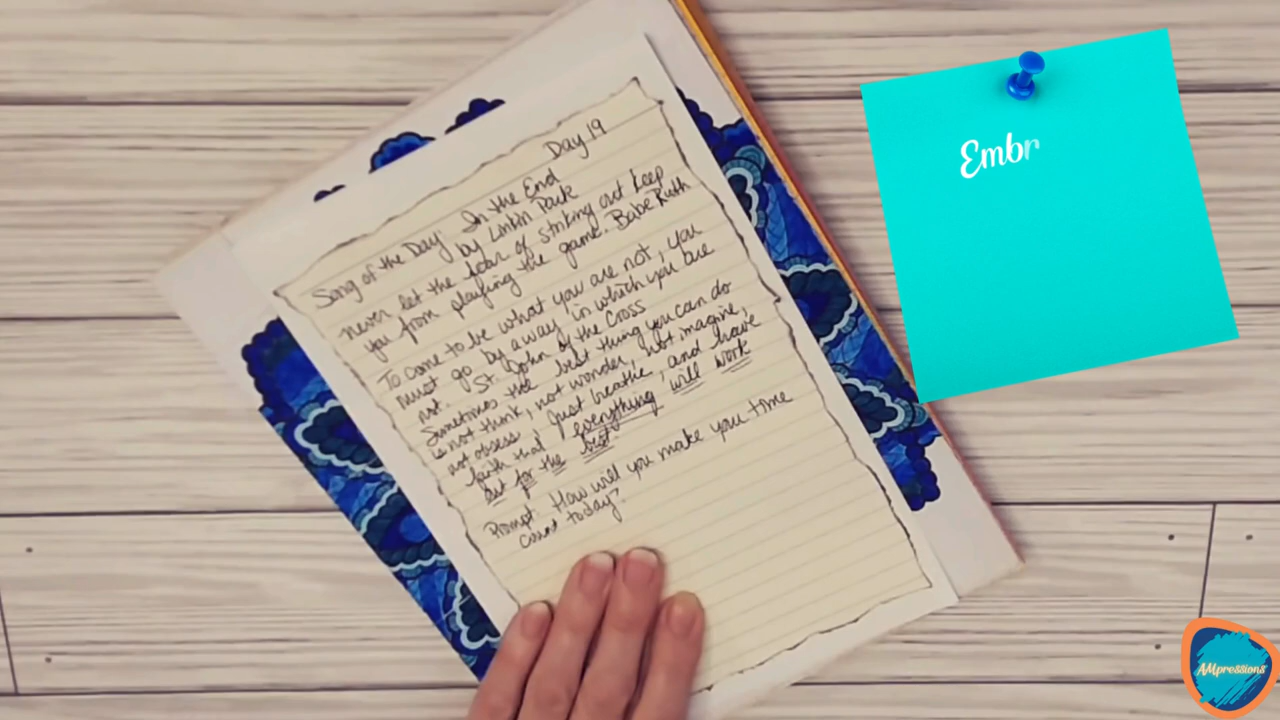 Day 19
Song of the Day: In the End
by Linkin Park
never let the fear of striking out keep
you from playing the game. Babe Ruth
To come to be what you are not, you
must go by a way in which you are
not. St. John of the Cross
Sometimes the best thing you can do
is not think, not wonder, not imagine,
not obsess, just breathe, and have
faith that everything will work
out for the best.
Prompt: How will you make you time
count today?
Embr
AMpressions